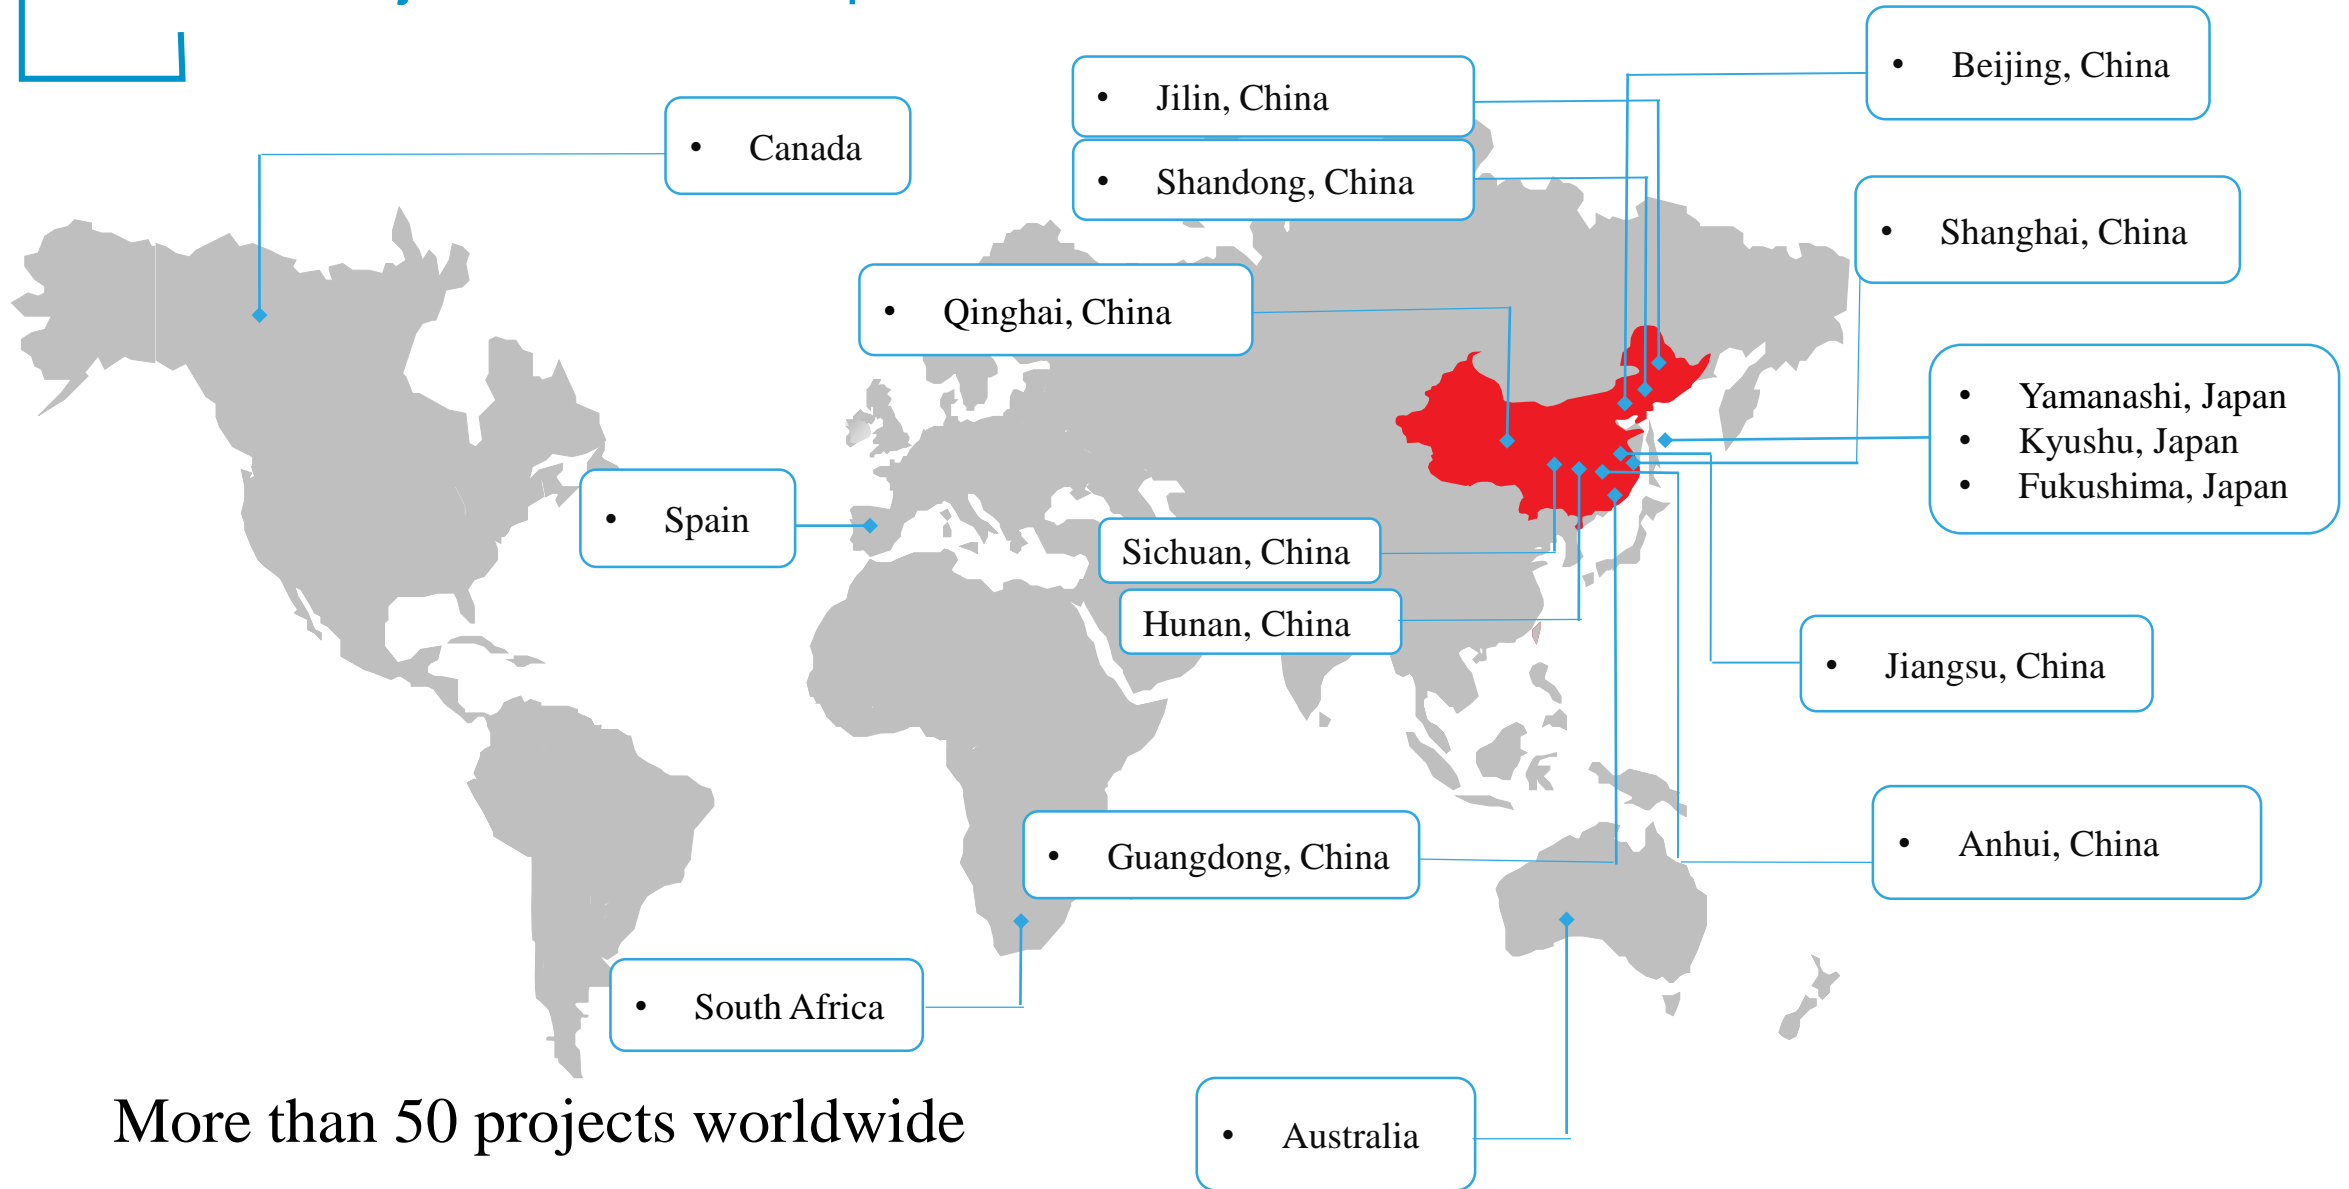 • Beijing, China
• Jilin, China
• Canada
• Shandong, China
• Shanghai, China
• Qinghai, China
• Yamanashi, Japan
• Kyushu, Japan
• Fukushima, Japan
• Spain
Sichuan, China
Hunan, China
• Jiangsu, China
• Guangdong, China
• Anhui, China
• South Africa
More than 50 projects worldwide
• Australia